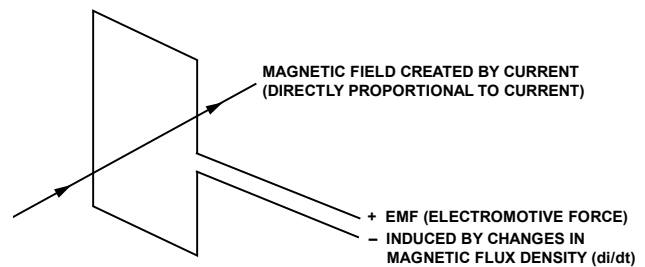 MAGNETIC FIELD CREATED BY CURRENT
(DIRECTLY PROPORTIONAL TO CURRENT)
+ EMF (ELECTROMOTIVE FORCE)
– INDUCED BY CHANGES IN
MAGNETIC FLUX DENSITY (di/dt)